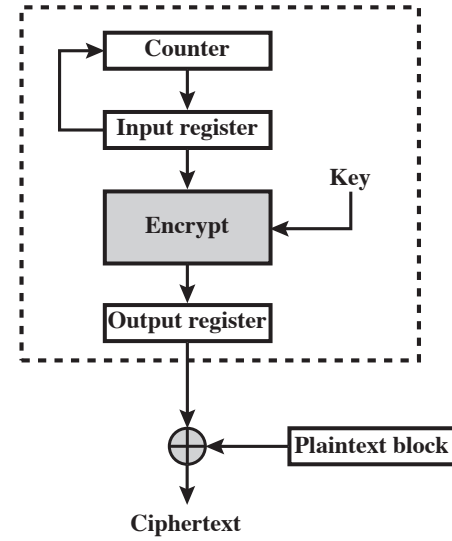 Counter
Input register
Key
Encrypt
Output register
Plaintext block
Ciphertext